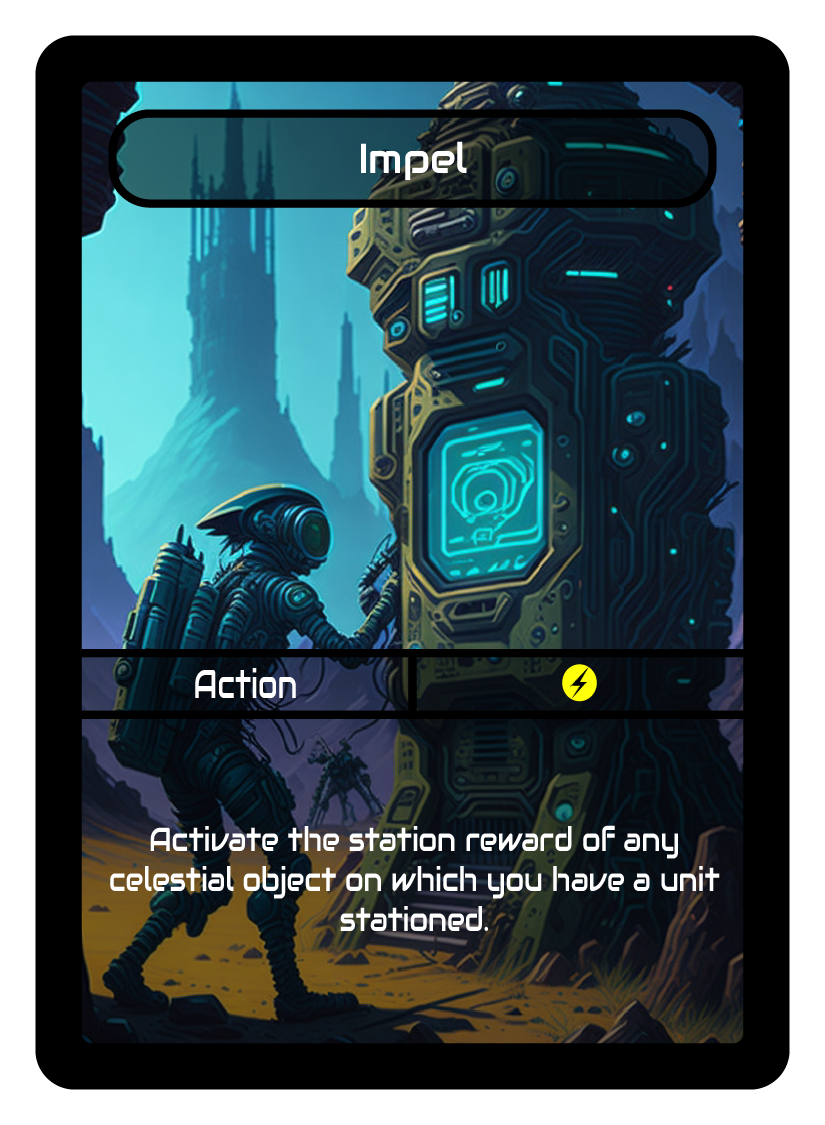 Impel
Action
Activate the station reward of any
celestial object on which you have a unit
stationed.